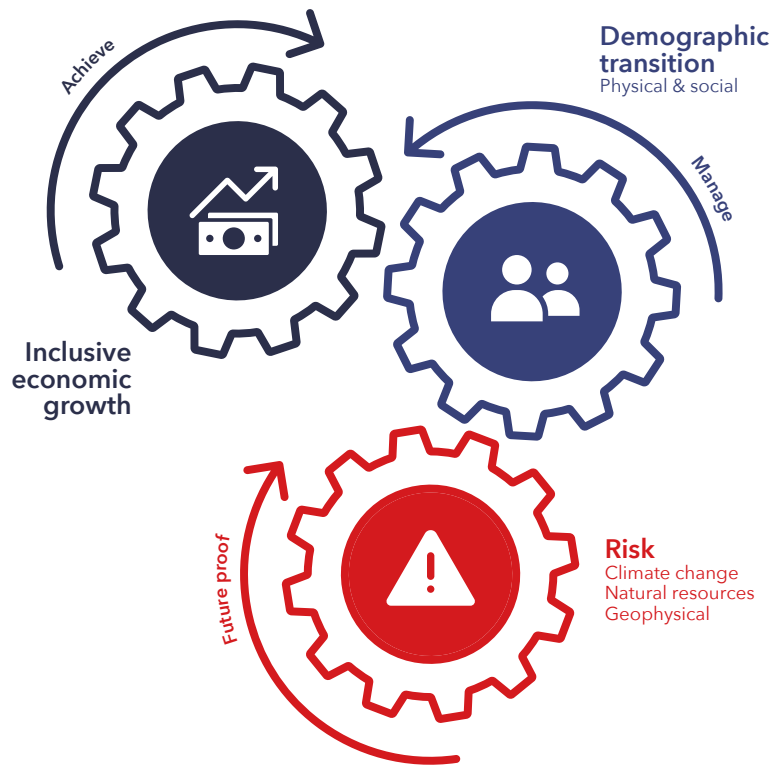 Achieve
Demographic
transition
Physical & social
Manage
Inclusive
economic
growth
Future proof
Risk
Climate change
Natural resources
Geophysical